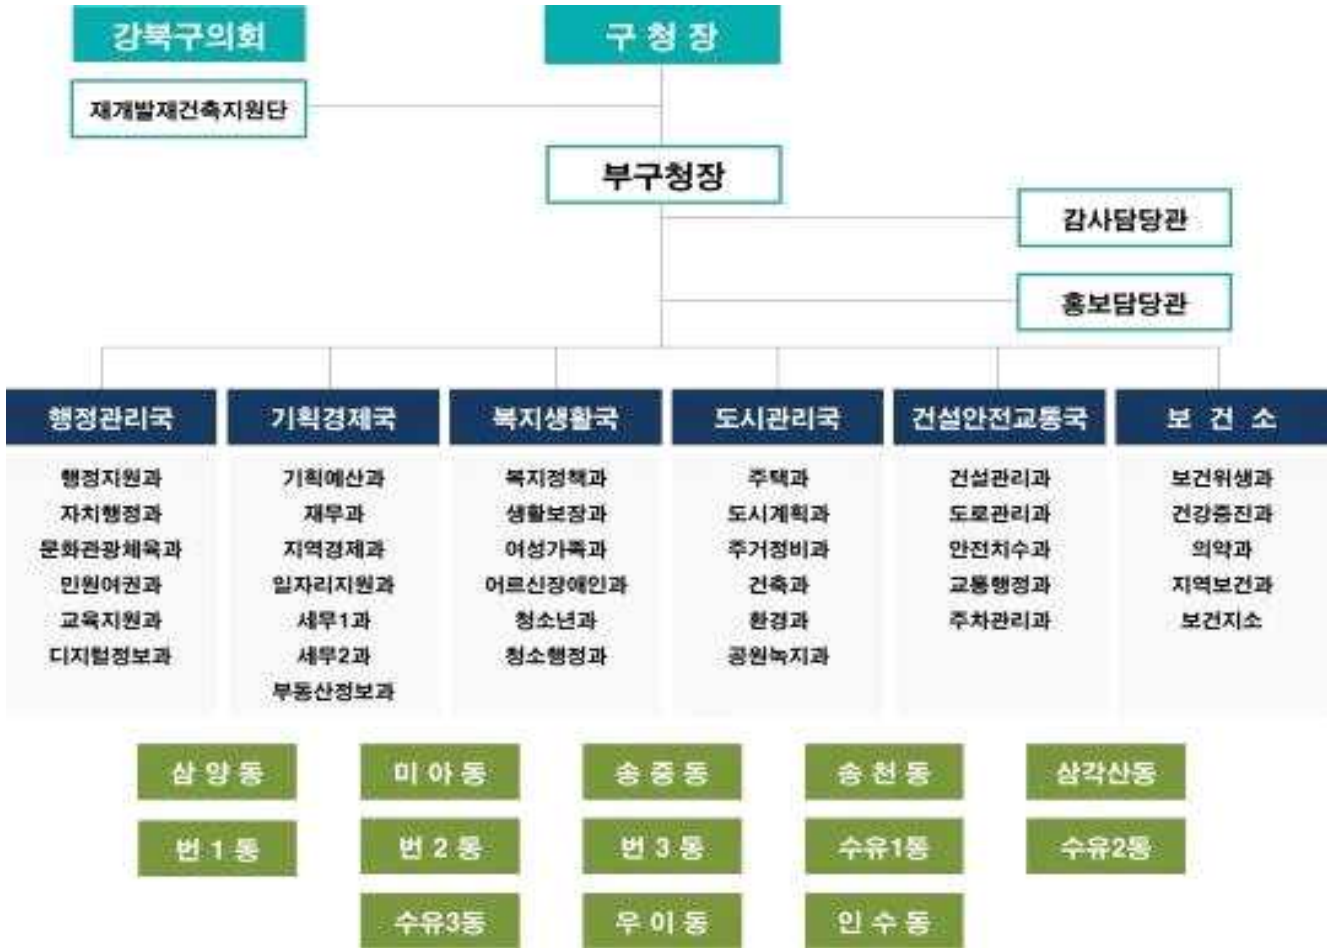 강북구의회
구 청 장
재개발재건축지원단
부구청장
감사담당관
홍보담당관
행정관리국
행정지원과
자치행정과
문화관광체육과
민원여권과
교육지원과
디지털정보과
기획경제국
기획예산과
재무과
지역경제과
일자리지원과
세무1과
세무2과
부동산정보과
복지생활국
복지정책과
생활보장과
여성가족과
어르신장애인과
청소년과
청소행정과
도시관리국
주택과
도시계획과
주거정비과
건축과
환경과
공원녹지과
건설안전교통국
건설관리과
도로관리과
안전치수과
교통행정과
주차관리과
보 건 소
보건위생과
건강증진과
의약과
지역보건과
보건지소
삼 양 동
미 아 동
송 중 동
송 천 동
삼각산동
번 1 동
번 2 동
번 3 동
수유1동
수유2동
수유3동
우 이 동
인 수 동